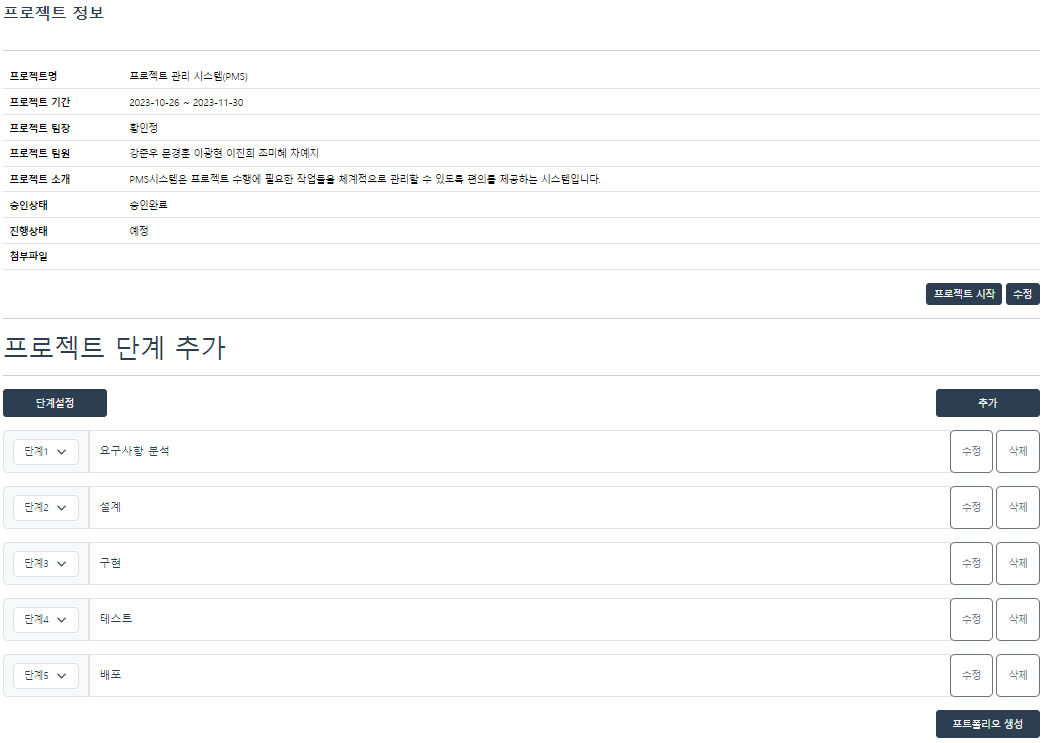 프로젝트 정보
프로젝트명 프로젝트 관리 시스템(PMS)
프로젝트 기간 2023-10-26 ~ 2023-11-30
프로젝트 팀장 황인정
프로젝트 팀원 강준우 문경훈 이광현 이진희 조미혜 차예지
프로젝트 소개 PMS시스템은 프로젝트 수행에 필요한 작업들을 체계적으로 관리할 수 있도록 편의를 제공하는 시스템입니다.
승인상태 승인완료
진행상태 예정
첨부파일
프로젝트 시작 수정
프로젝트 단계 추가
단계설정 추가
단계1 요구사항 분석 수정 삭제
단계2 설계 수정 삭제
단계3 구현 수정 삭제
단계4 테스트 수정 삭제
단계5 배포 수정 삭제
포트폴리오 생성